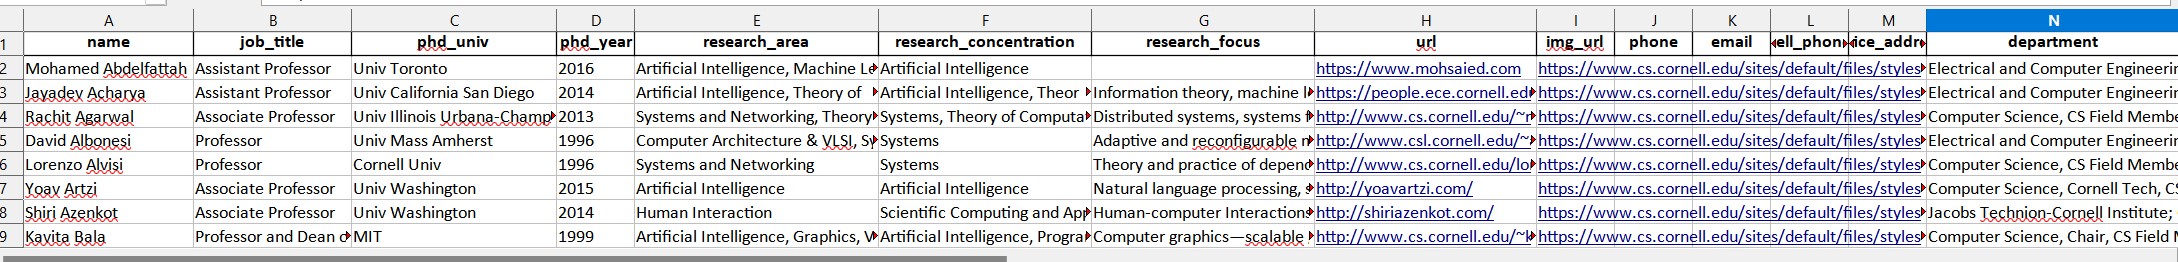 A B C D E F G H I J K L M N
1 name job_title phd_univ phd_year research_area research_concentration research_focus url img_url phone email ell_phon ice_addr department
2 Mohamed Abdelfattah Assistant Professor Univ Toronto 2016 Artificial Intelligence, Machine Le Artificial Intelligence https://www.mohsaied.com https://www.cs.cornell.edu/sites/default/files/styles Electrical and Computer Engineerin
3 Jayadev Acharya Assistant Professor Univ California San Diego 2014 Artificial Intelligence, Theory of Artificial Intelligence, Theor Information theory, machine l https://people.ece.cornell.ed https://www.cs.cornell.edu/sites/default/files/styles Electrical and Computer Engineerin
4 Rachit Agarwal Associate Professor Univ Illinois Urbana-Champ 2013 Systems and Networking, Theory Systems, Theory of Computa Distributed systems, systems f http://www.cs.cornell.edu/~r https://www.cs.cornell.edu/sites/default/files/styles Computer Science, CS Field Membe
5 David Albonesi Professor Univ Mass Amherst 1996 Computer Architecture & VLSI, Sy Systems Adaptive and reconfigurable m http://www.csl.cornell.edu/~ https://www.cs.cornell.edu/sites/default/files/styles Electrical and Computer Engineerin
6 Lorenzo Alvisi Professor Cornell Univ 1996 Systems and Networking Systems Theory and practice of depend http://www.cs.cornell.edu/lo https://www.cs.cornell.edu/sites/default/files/styles Computer Science, CS Field Membe
7 Yoav Artzi Associate Professor Univ Washington 2015 Artificial Intelligence Artificial Intelligence Natural language processing, s http://yoavartzi.com/ https://www.cs.cornell.edu/sites/default/files/styles Computer Science, Cornell Tech, CS
8 Shiri Azenkot Associate Professor Univ Washington 2014 Human Interaction Scientific Computing and App Human-computer Interactions http://shiriazenkot.com/ https://www.cs.cornell.edu/sites/default/files/styles Jacobs Technion-Cornell Institute;
9 Kavita Bala Professor and Dean o MIT 1999 Artificial Intelligence, Graphics, V Artificial Intelligence, Progra Computer graphics—scalable http://www.cs.cornell.edu/~k https://www.cs.cornell.edu/sites/default/files/styles Computer Science, Chair, CS Field M